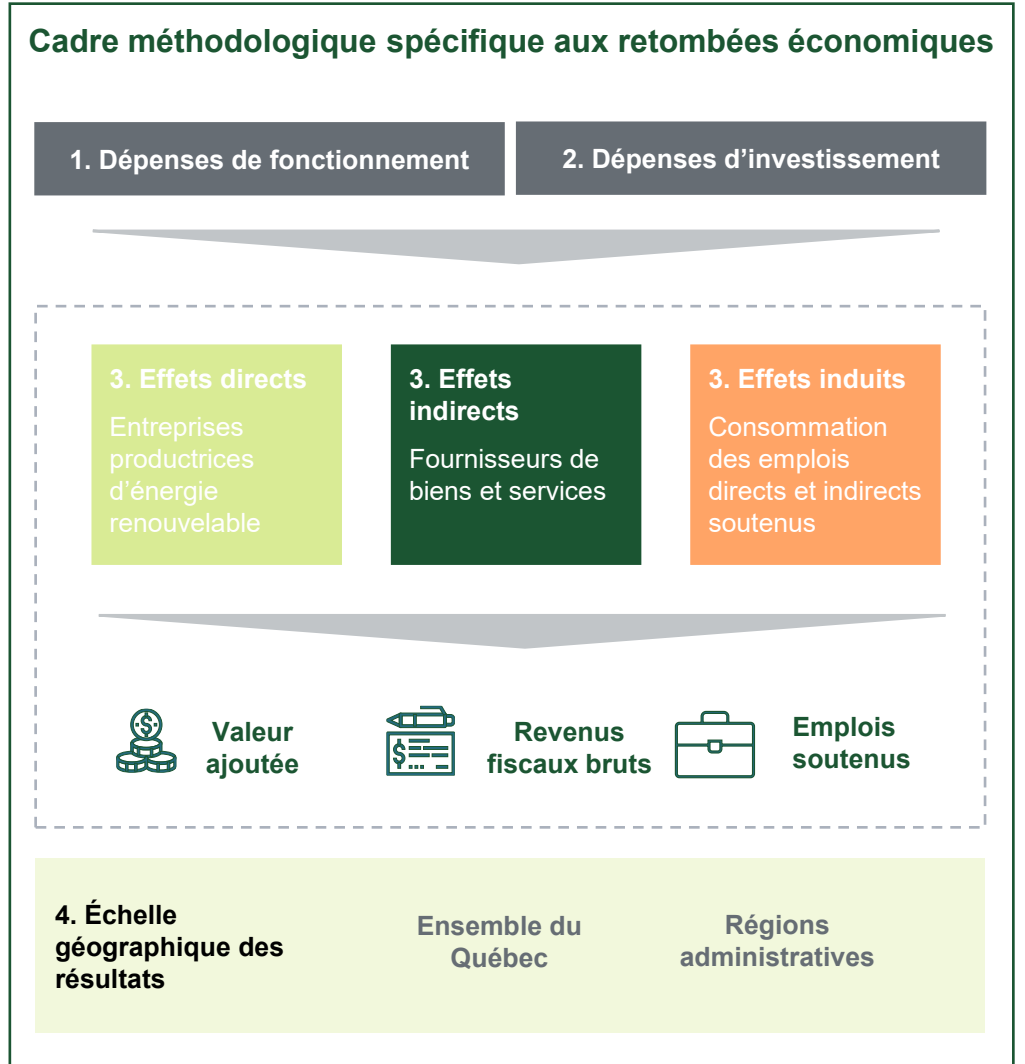 Cadre méthodologique spécifique aux retombées économiques
1. Dépenses de fonctionnement
2. Dépenses d'investissement
3. Effets directs
Entreprises
productrices
d'énergie
renouvelable
3. Effets
indirects
Fournisseurs de
biens et services
3. Effets induits
Consommation
des emplois
directs et indirects
soutenus
Valeur
ajoutée
Revenus
fiscaux bruts
Emplois
soutenus
4. Échelle
géographique des
résultats
Ensemble du
Québec
Régions
administratives